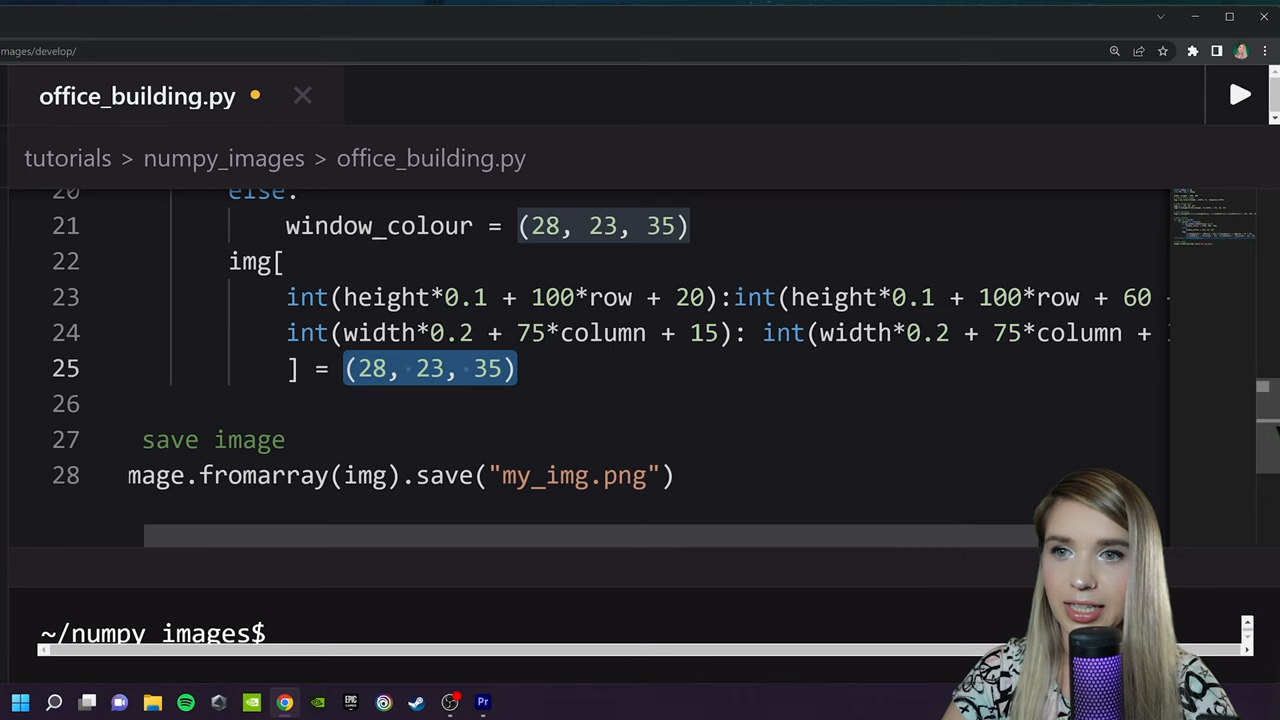 mages/develop/
office_building.py
tutorials > numpy_images > office_building.py
20 else:
21 window_colour = (28, 23, 35)
22 img[
23 int(height*0.1 + 100*row + 20):int(height*0.1 + 100*row + 60
24 int(width*0.2 + 75*column + 15): int(width*0.2 + 75*column +
25 ] = (28, 23, 35)
26
27 save image
28 mage.fromarray(img).save("my_img.png")
~/numpy_images$
Pr